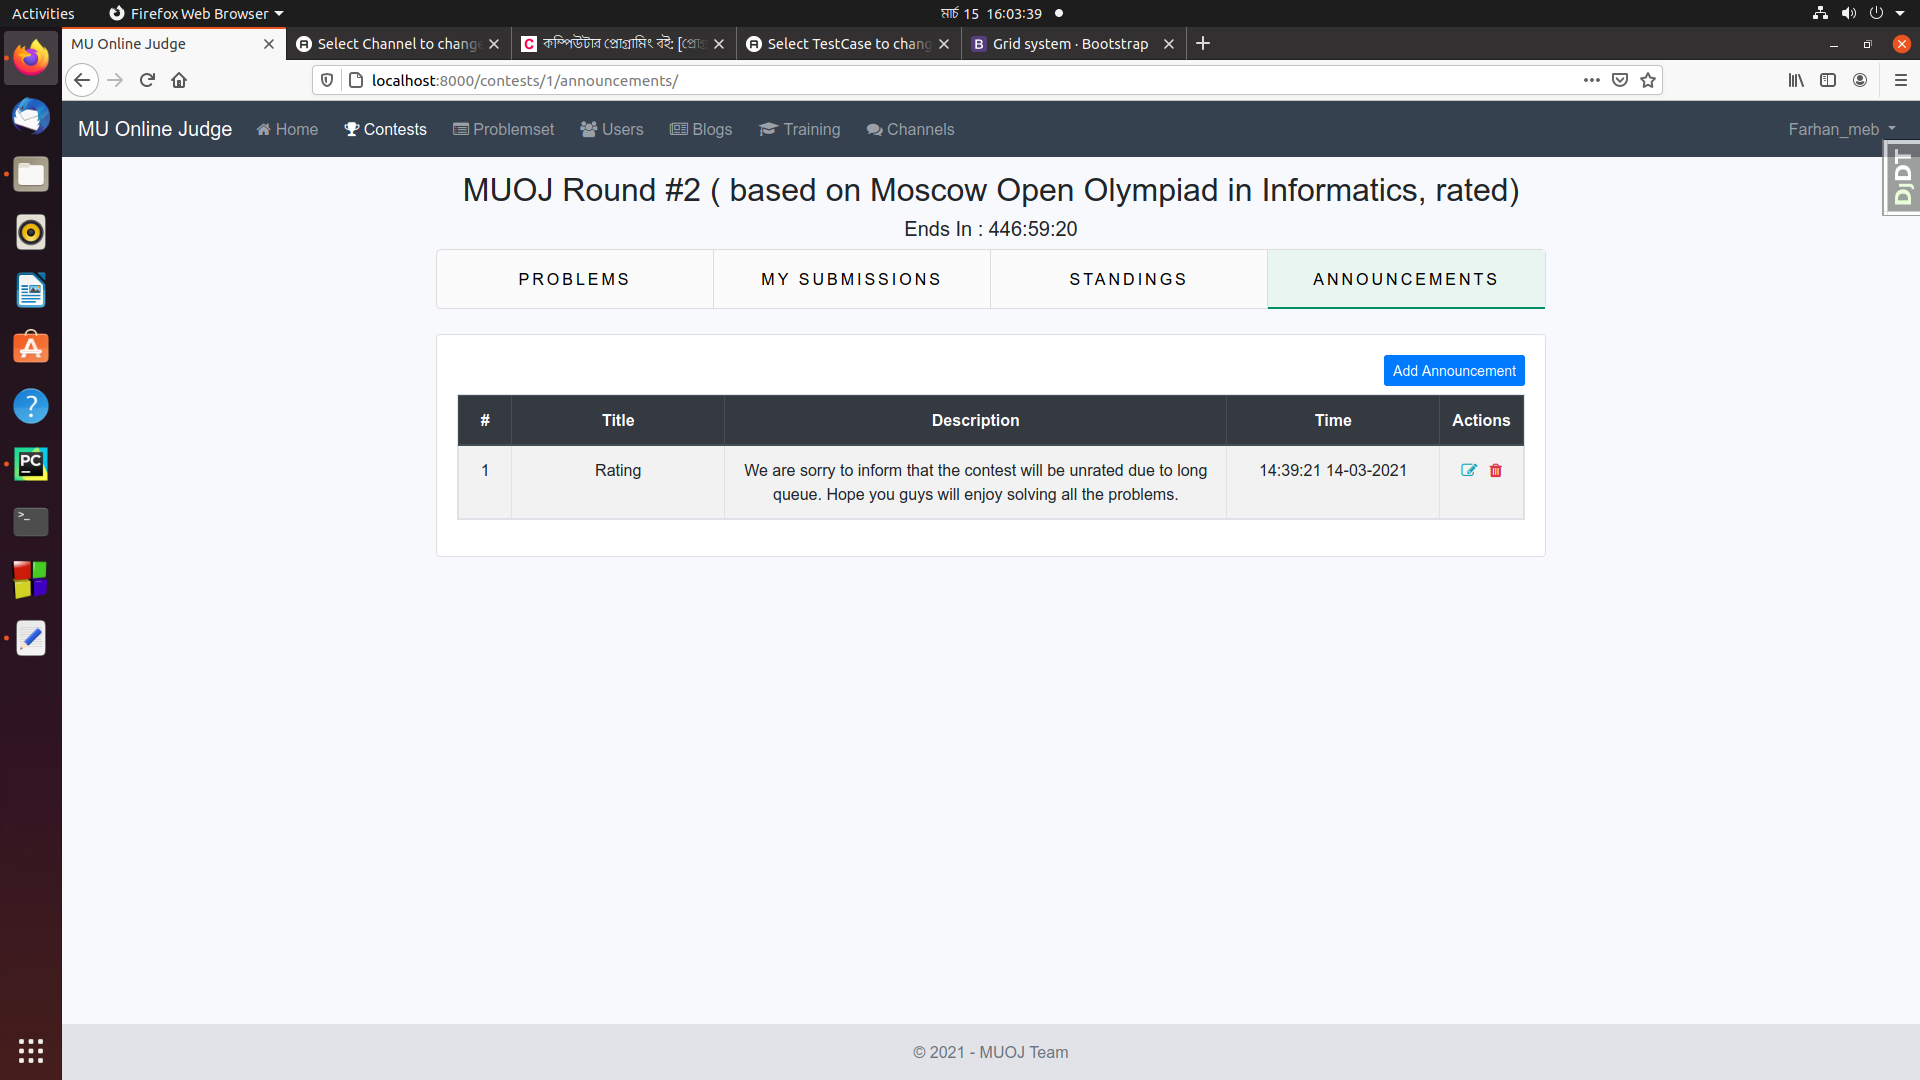 Activities Firefox Web Browser মার্চ 15 16:03:39
MU Online Judge Select Channel to change কম্পিউটার প্রোগ্রামিং বই: [প্রোগ্র Select TestCase to chang Grid system · Bootstrap
localhost:8000/contests/1/announcements/
MU Online Judge Home Contests Problemset Users Blogs Training Channels Farhan_meb
DJDT
MUOJ Round #2 ( based on Moscow Open Olympiad in Informatics, rated)
Ends In : 446:59:20
PROBLEMS MY SUBMISSIONS STANDINGS ANNOUNCEMENTS
Add Announcement
# Title Description Time Actions
1 Rating We are sorry to inform that the contest will be unrated due to long 14:39:21 14-03-2021
queue. Hope you guys will enjoy solving all the problems.
© 2021 - MUOJ Team